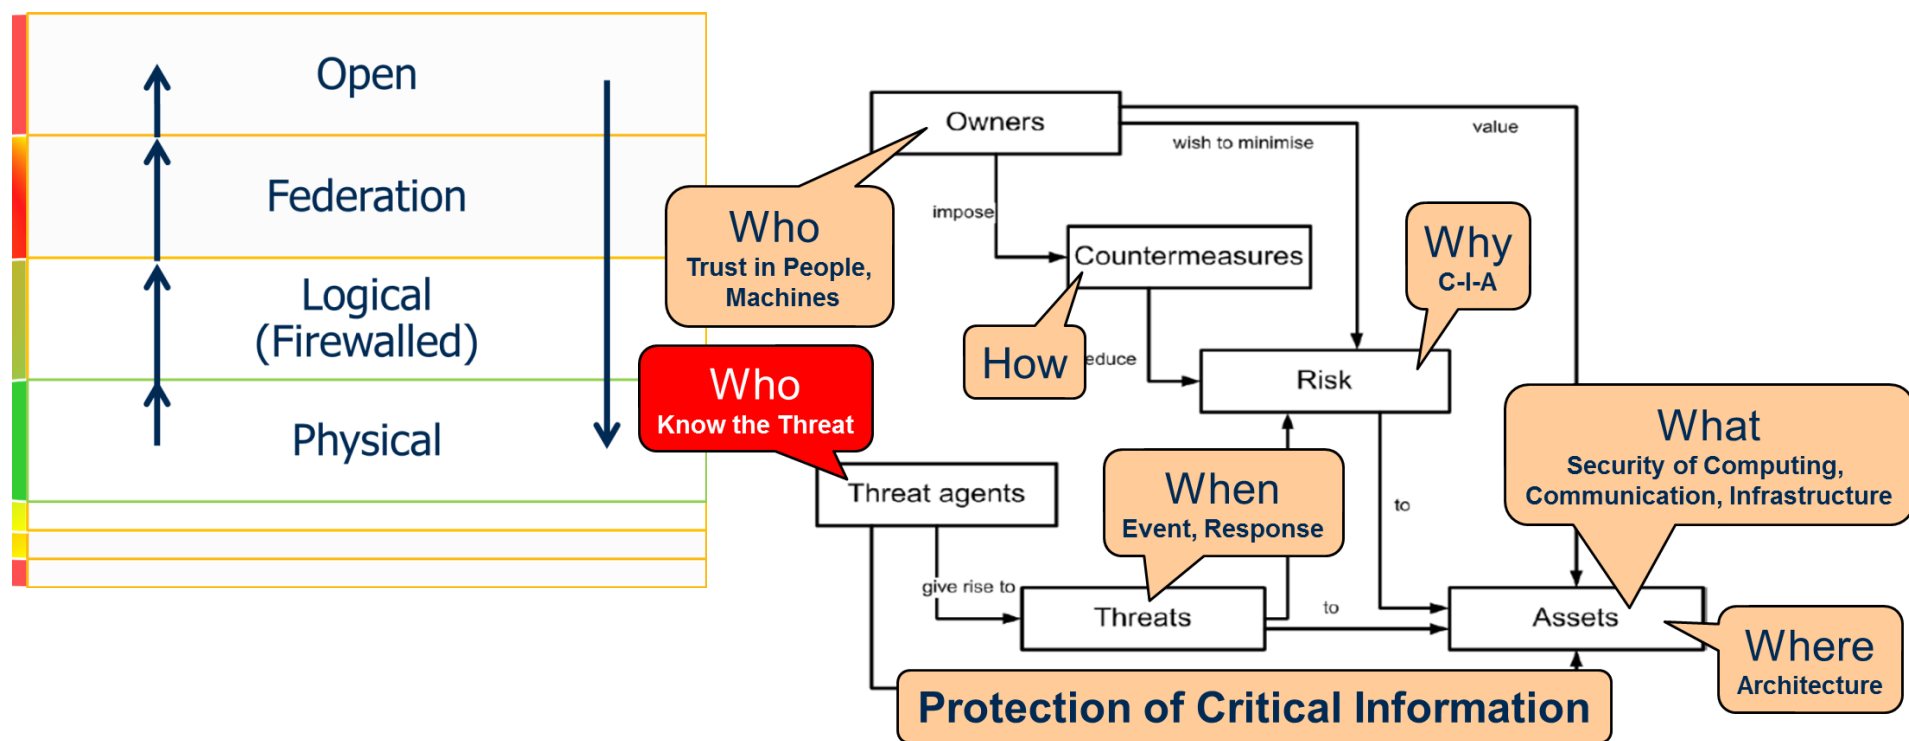 Open
Federation
Logical
(Firewalled)
Physical
Owners
value
wish to minimise
Who
Trust in People,
Machines
impose
Countermeasures
Why
C-I-A
How
educe
Risk
Who
Know the Threat
Threat agents
When
Event, Response
What
Security of Computing,
Communication, Infrastructure
to
give rise to
Threats
to
Assets
Where
Architecture
Protection of Critical Information